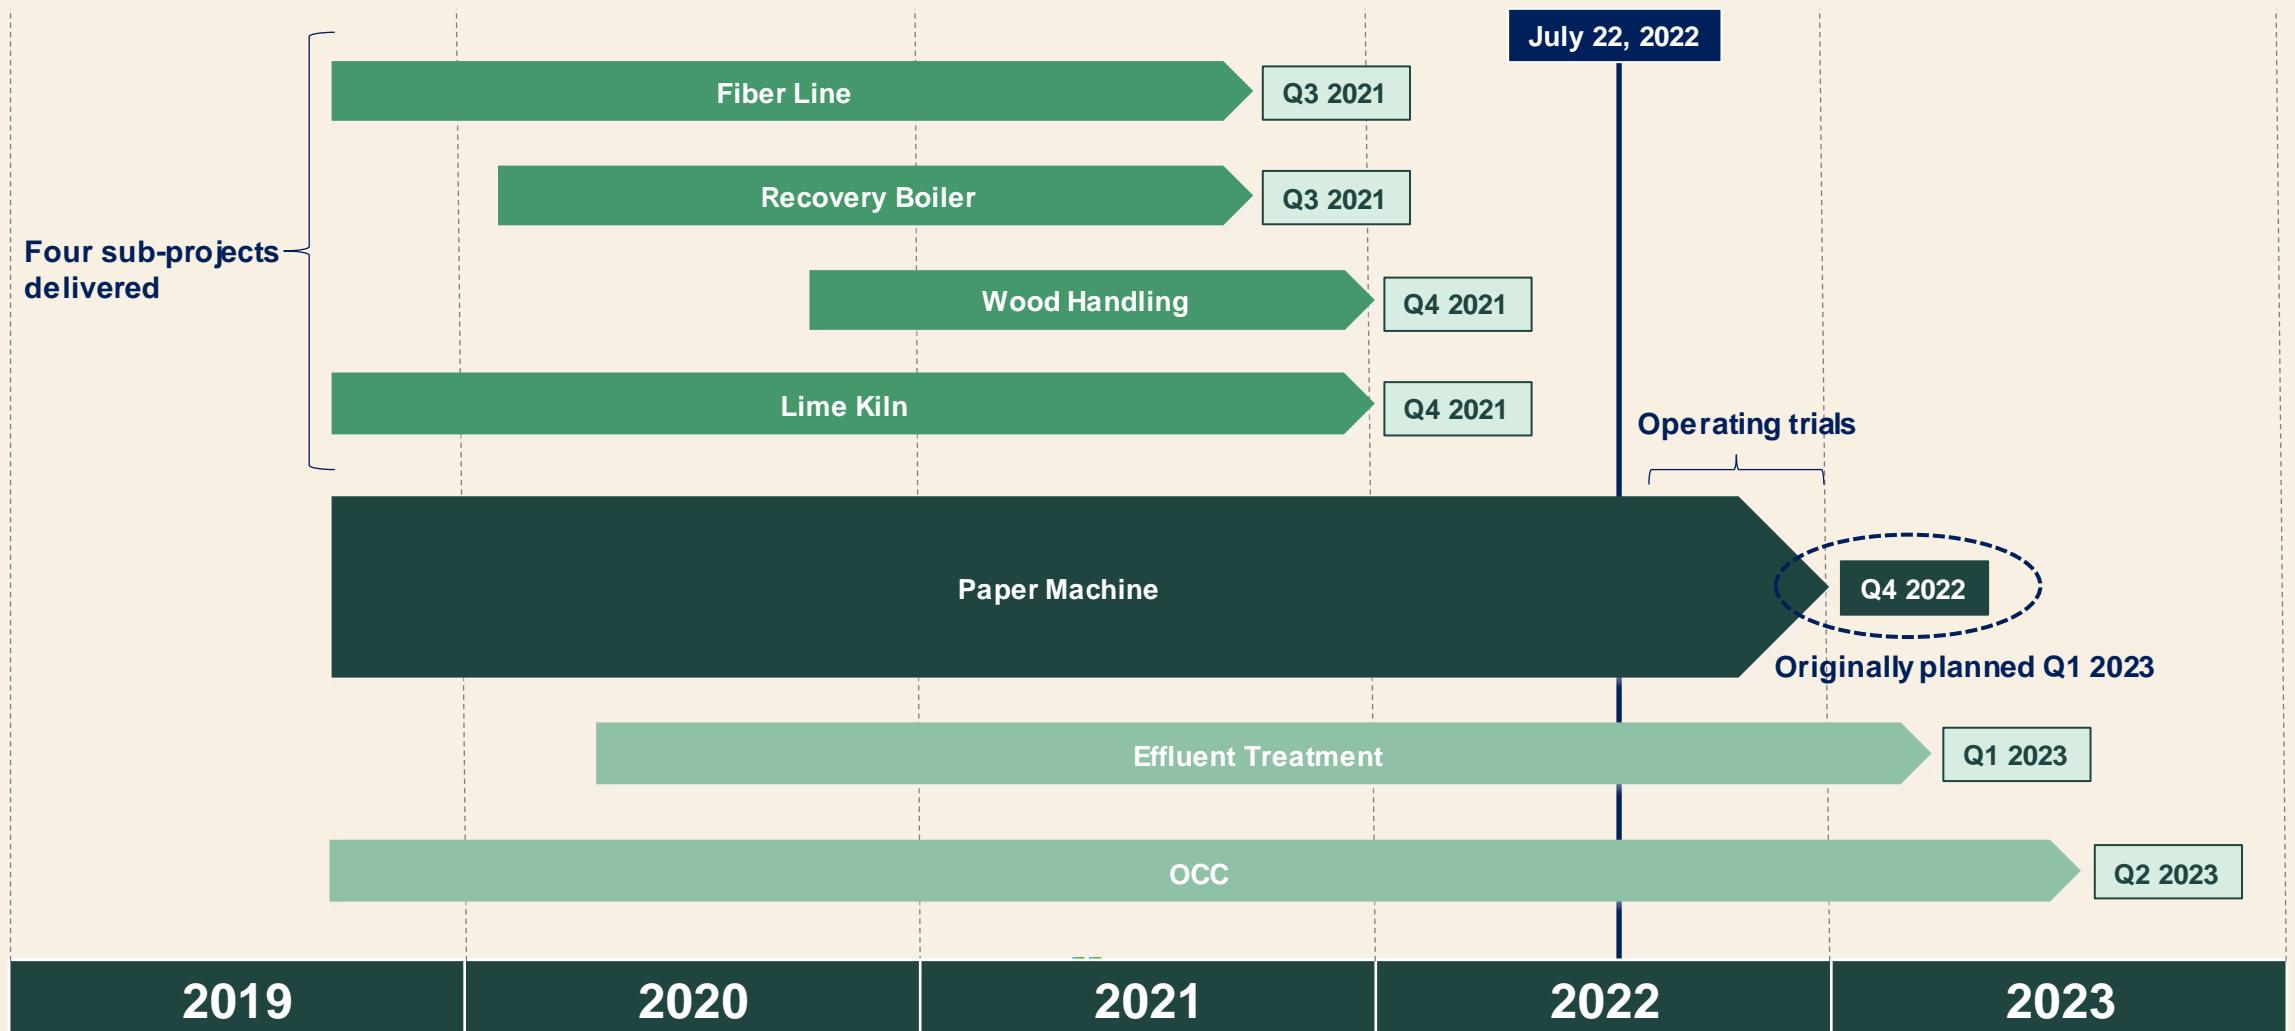 July 22, 2022
Fiber Line
Q3 2021
Recovery Boiler
Q3 2021
Four sub-projects
delivered
Wood Handling
Q4 2021
Lime Kiln
Q4 2021
Operating trials
Paper Machine
Q4 2022
Originally planned Q1 2023
Effluent Treatment
Q1 2023
OCC
Q2 2023
2019
2020
2021
2022
2023